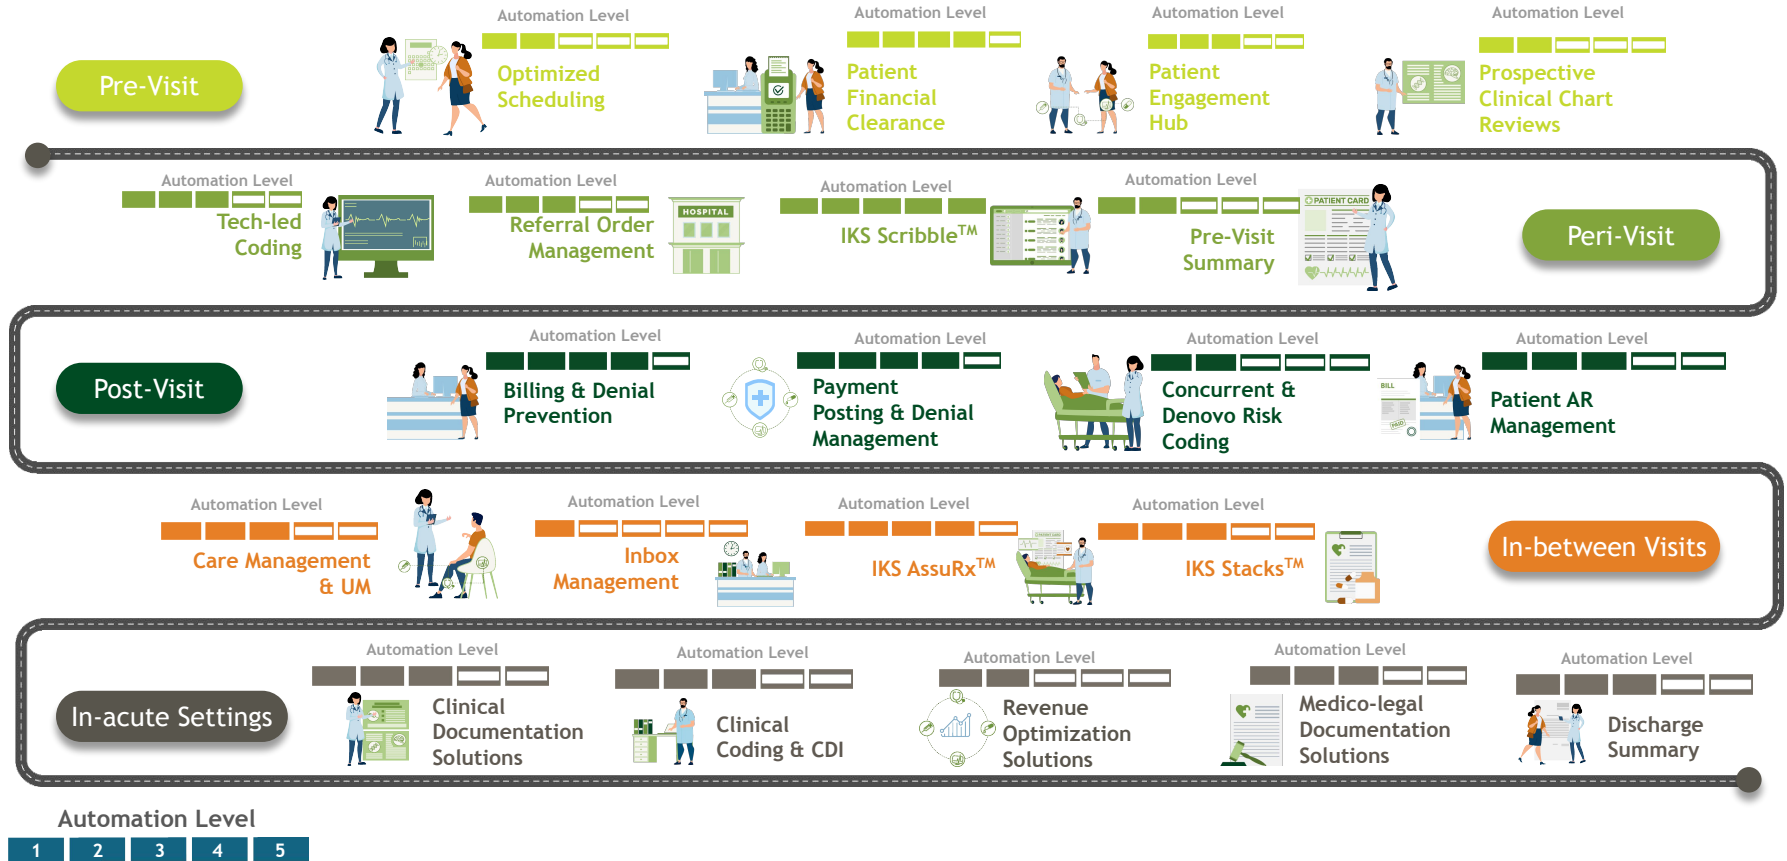 Pre-Visit
Automation Level
Optimized
Scheduling
Automation Level
Patient
Financial
Clearance
Automation Level
Patient
Engagement
Hub
Automation Level
Prospective
Clinical Chart
Reviews
Automation Level
Tech-led
Coding
Automation Level
Referral Order
Management
HOSPITAL
Automation Level
IKS Scribble™
Automation Level
Pre-Visit
Summary
PATIENT CARD
Peri-Visit
Post-Visit
Automation Level
Billing & Denial
Prevention
Automation Level
Payment
Posting & Denial
Management
Automation Level
Concurrent &
Denovo Risk
Coding
BILL
PAID
Automation Level
Patient AR
Management
Automation Level
Care Management
& UM
Automation Level
Inbox
Management
Automation Level
IKS AssuRx™
Automation Level
IKS Stacks™
In-between Visits
In-acute Settings
Automation Level
Clinical
Documentation
Solutions
Automation Level
Clinical
Coding & CDI
Automation Level
Revenue
Optimization
Solutions
Automation Level
Medico-legal
Documentation
Solutions
Automation Level
Discharge
Summary
Automation Level
1 2 3 4 5